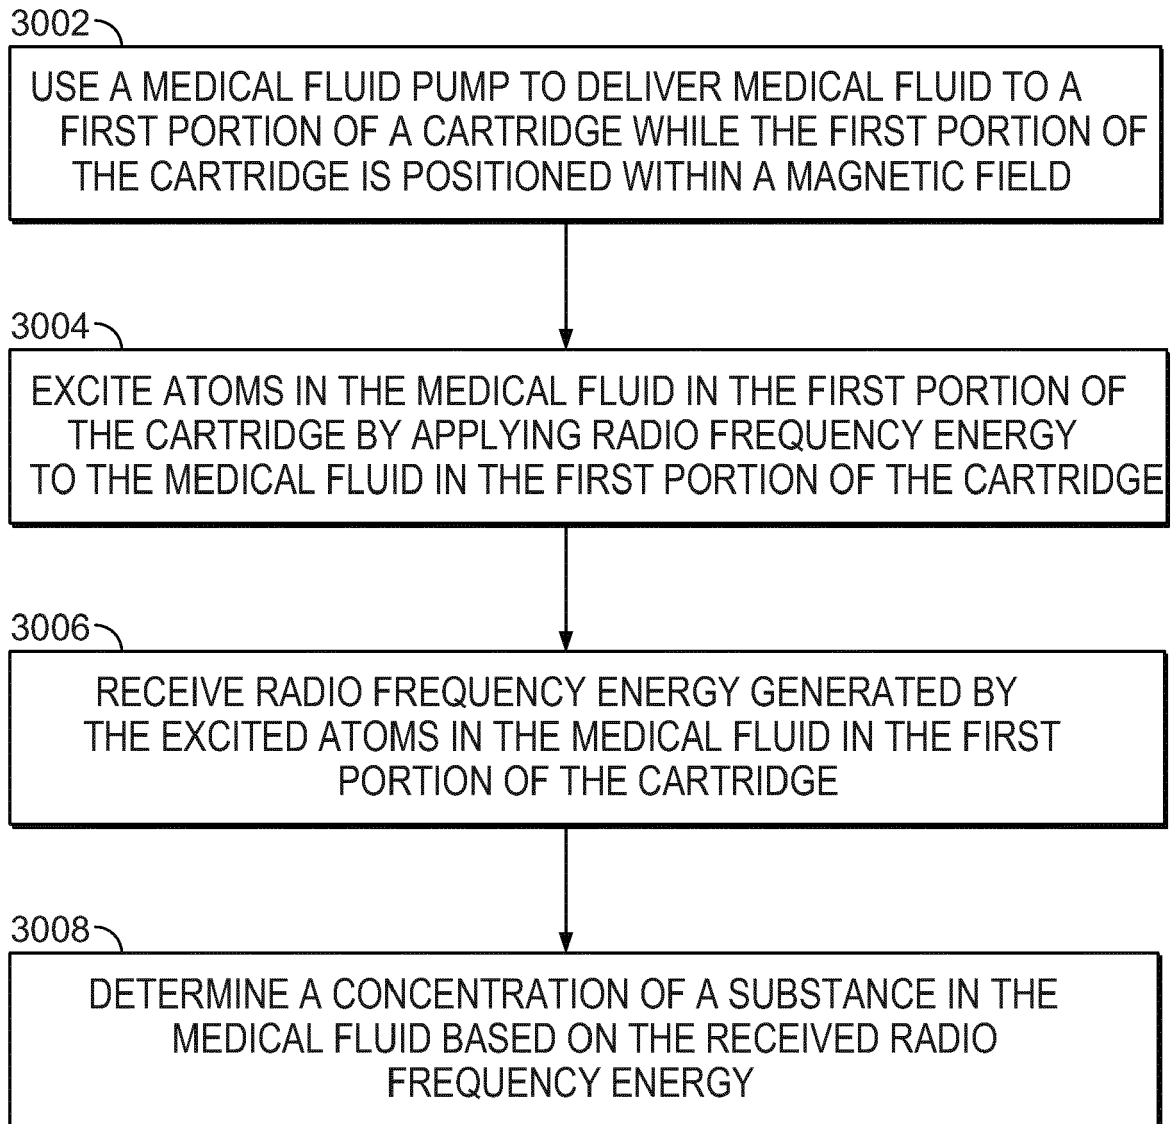 3002
USE A MEDICAL FLUID PUMP TO DELIVER MEDICAL FLUID TO A
FIRST PORTION OF A CARTRIDGE WHILE THE FIRST PORTION OF
THE CARTRIDGE IS POSITIONED WITHIN A MAGNETIC FIELD
3004
EXCITE ATOMS IN THE MEDICAL FLUID IN THE FIRST PORTION OF
THE CARTRIDGE BY APPLYING RADIO FREQUENCY ENERGY
TO THE MEDICAL FLUID IN THE FIRST PORTION OF THE CARTRIDGE
3006
RECEIVE RADIO FREQUENCY ENERGY GENERATED BY
THE EXCITED ATOMS IN THE MEDICAL FLUID IN THE FIRST
PORTION OF THE CARTRIDGE
3008
DETERMINE A CONCENTRATION OF A SUBSTANCE IN THE
MEDICAL FLUID BASED ON THE RECEIVED RADIO
FREQUENCY ENERGY